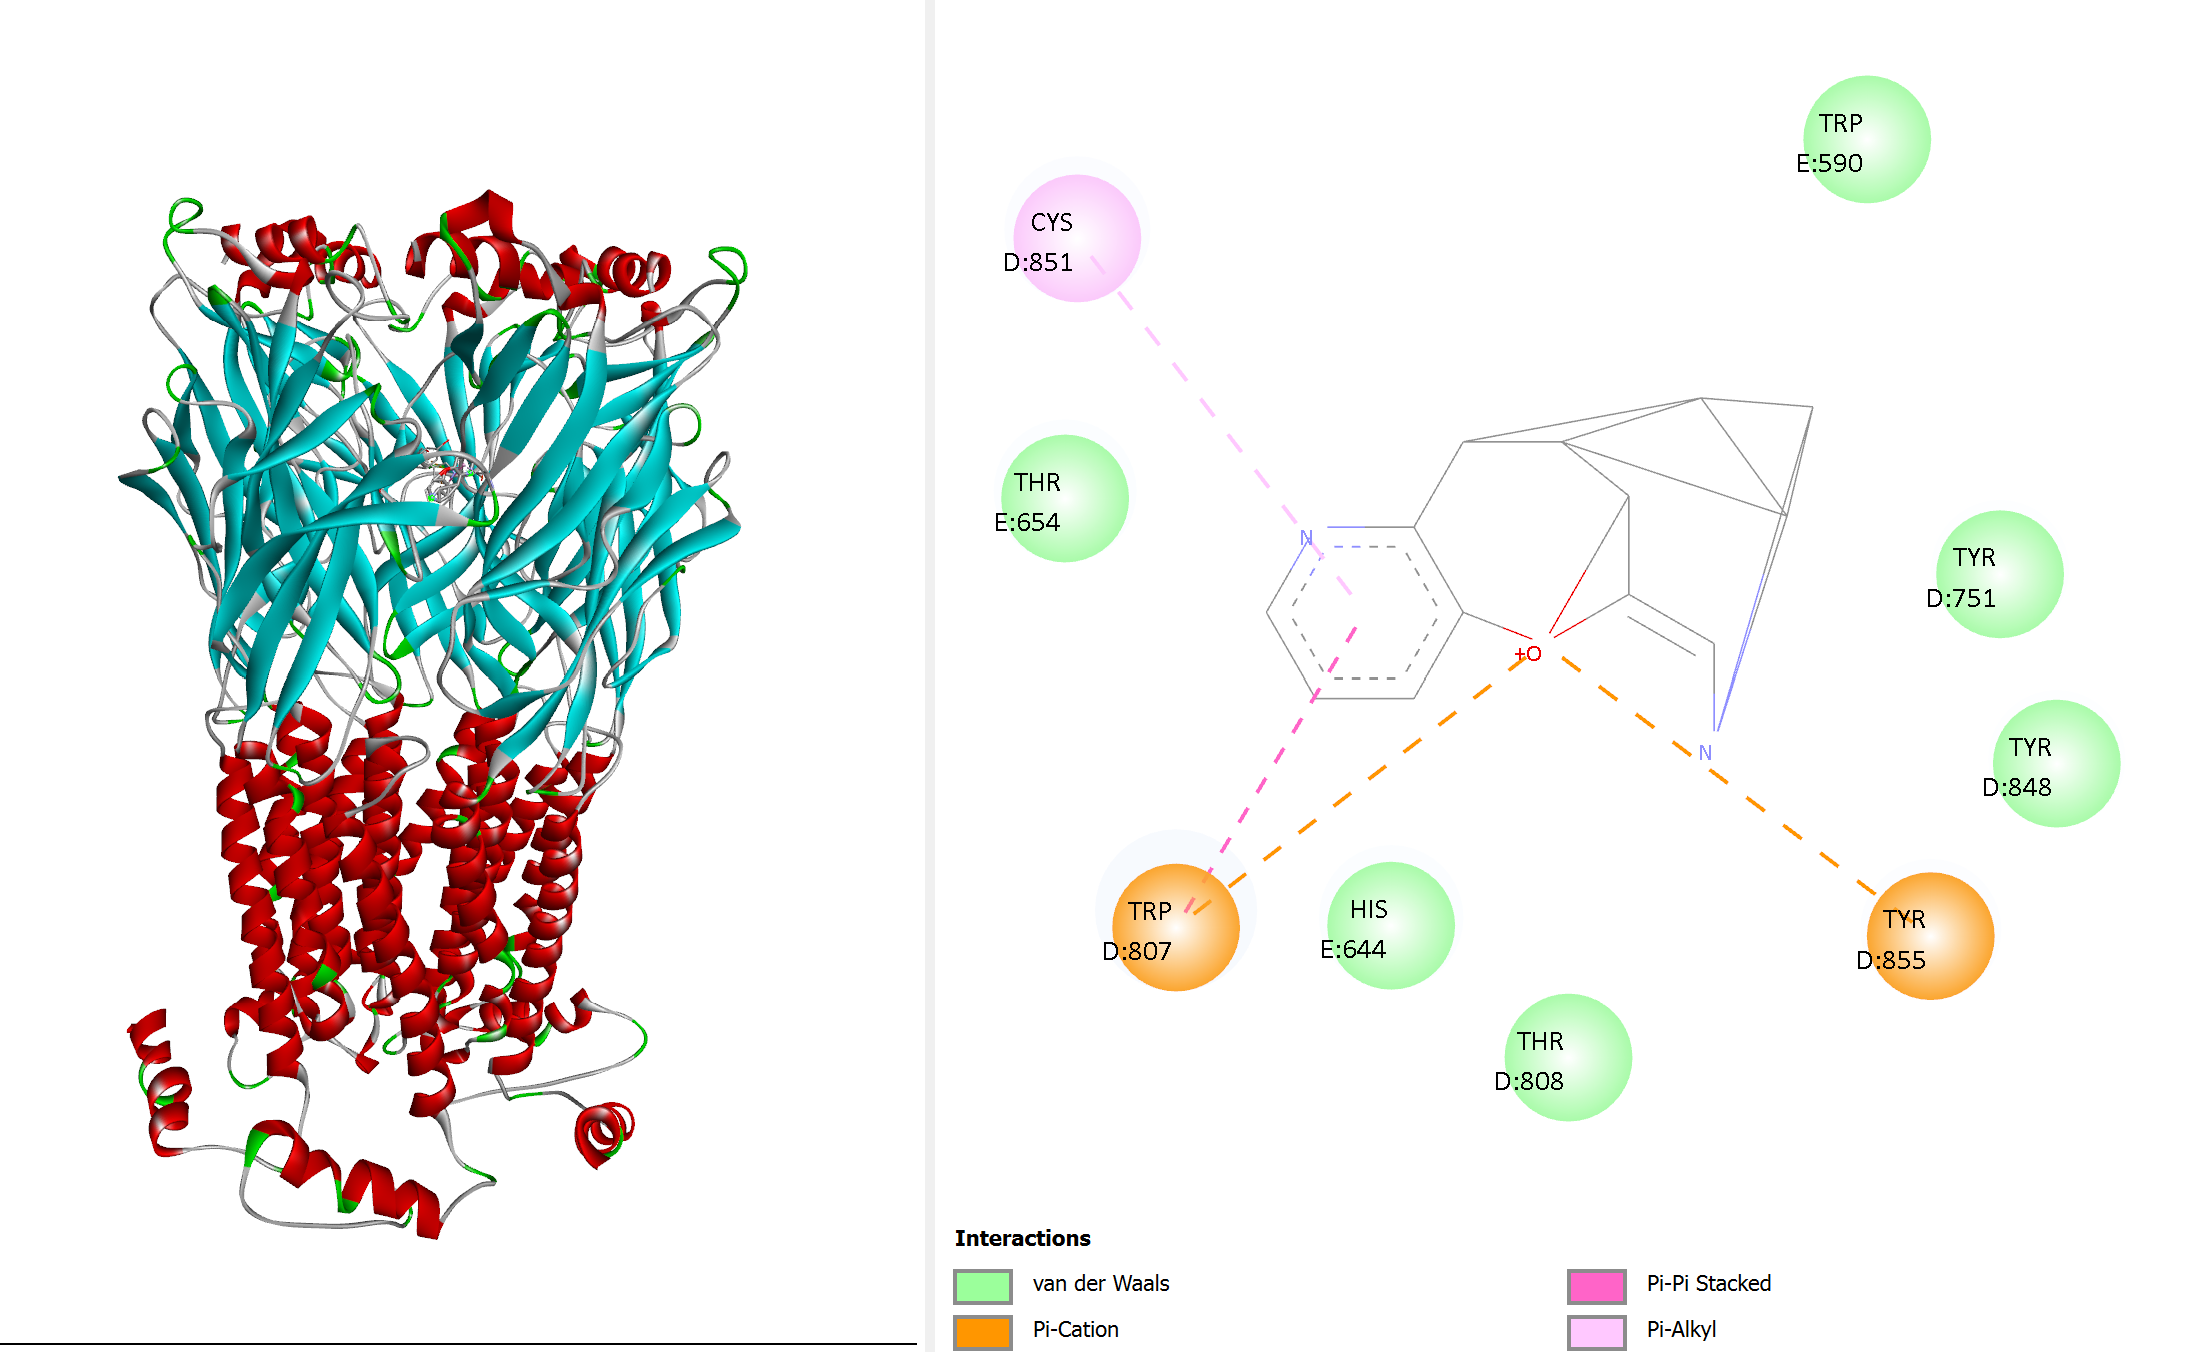 TRP
E:590
CYS
D:851
THR
E:654
N
TYR
D:751
+O
N
TYR
D:848
TRP
D:807
HIS
E:644
TYR
D:855
THR
D:808
Interactions
van der Waals
Pi-Cation
Pi-Pi Stacked
Pi-Alkyl